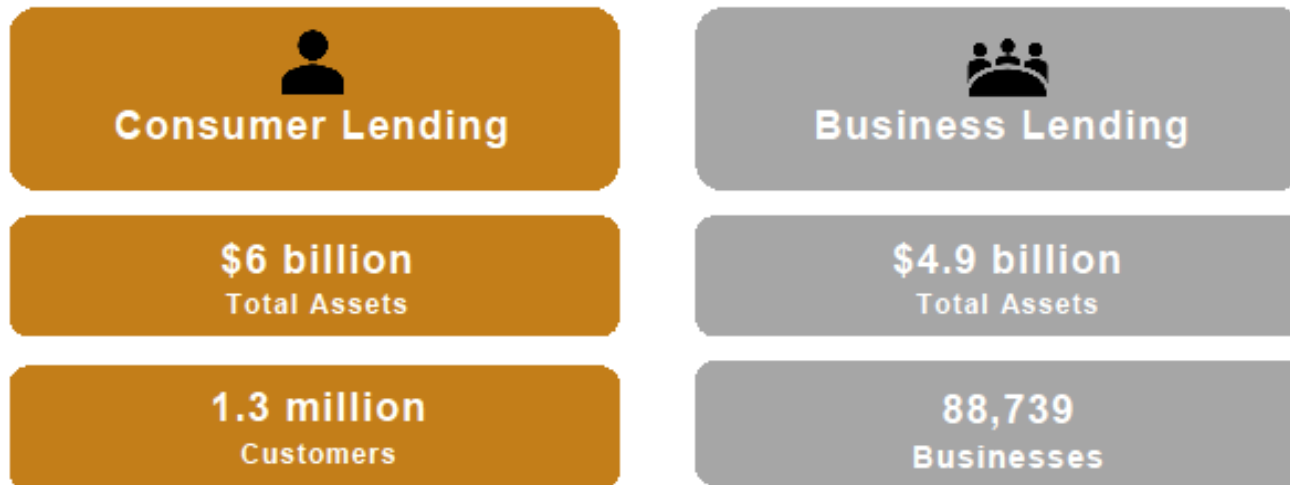 Consumer Lending
$6 billion
Total Assets
1.3 million
Customers
Business Lending
$4.9 billion
Total Assets
88,739
Businesses